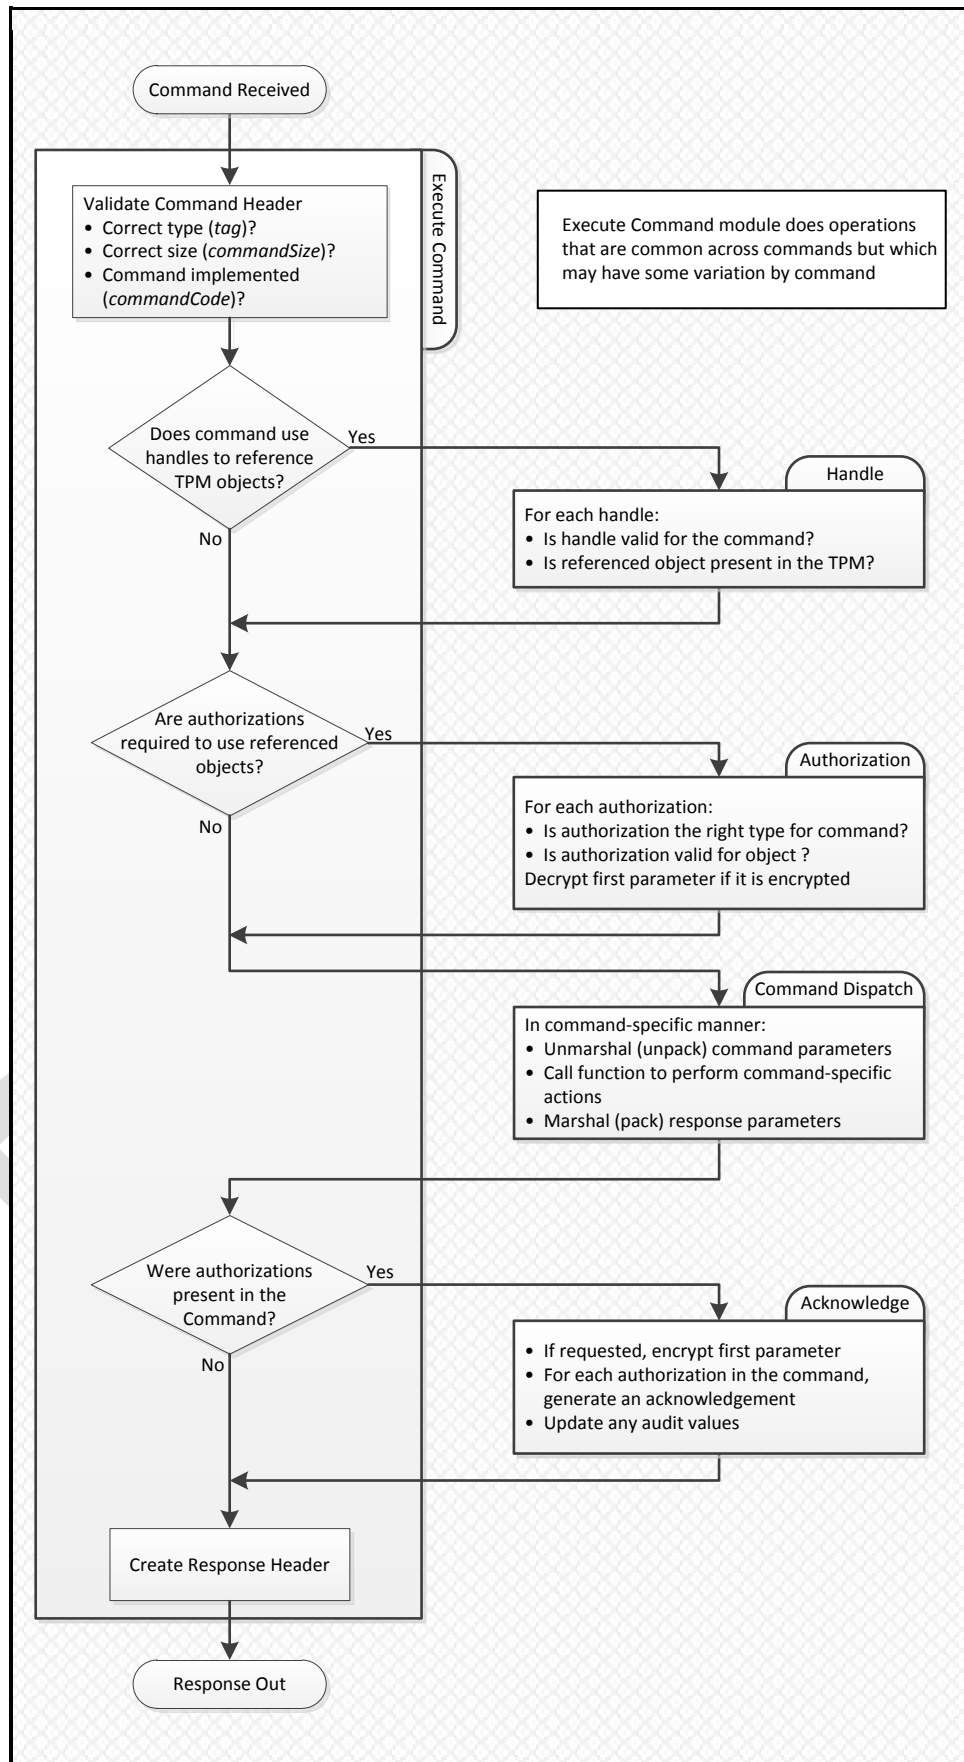 Command Received
Execute Command
Validate Command Header
• Correct type (tag)?
• Correct size (commandSize)?
• Command implemented
(commandCode)?
Execute Command module does operations
that are common across commands but which
may have some variation by command
Does command use
handles to reference
TPM objects?
Yes
No
Handle
For each handle:
• Is handle valid for the command?
• Is referenced object present in the TPM?
Are authorizations
required to use referenced
objects?
Yes
No
Authorization
For each authorization:
• Is authorization the right type for command?
• Is authorization valid for object ?
Decrypt first parameter if it is encrypted
Command Dispatch
In command-specific manner:
• Unmarshal (unpack) command parameters
• Call function to perform command-specific
actions
• Marshal (pack) response parameters
Were authorizations
present in the
Command?
Yes
No
Acknowledge
• If requested, encrypt first parameter
• For each authorization in the command,
generate an acknowledgement
• Update any audit values
Create Response Header
Response Out